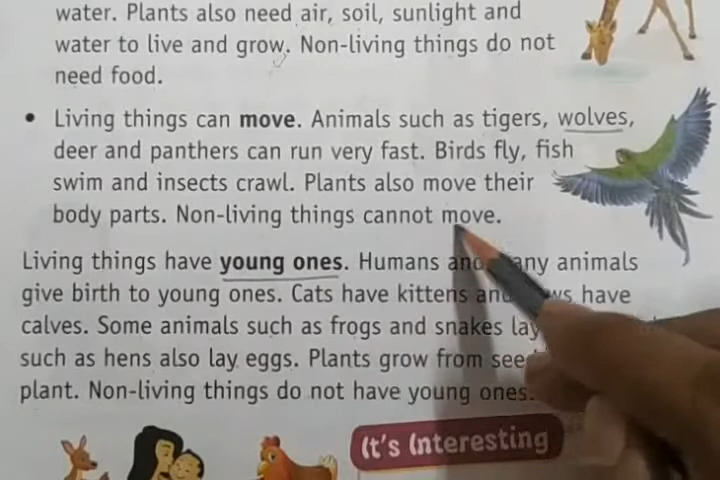 water. Plants also need air, soil, sunlight and
water to live and grow. Non-living things do not
need food.
• Living things can move. Animals such as tigers, wolves,
deer and panthers can run very fast. Birds fly, fish
swim and insects crawl. Plants also move their
body parts. Non-living things cannot move.
Living things have young ones. Humans and many animals
give birth to young ones. Cats have kittens and cows have
calves. Some animals such as frogs and snakes lay
such as hens also lay eggs. Plants grow from
plant. Non-living things do not have young ones.
It's Interesting